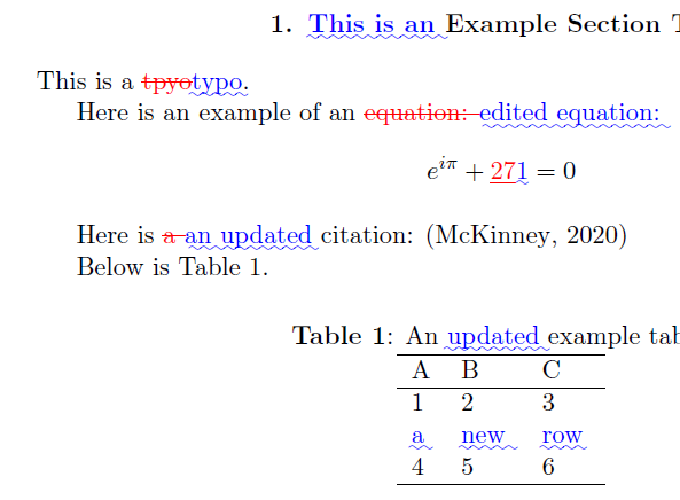 1. This is an Example Section
This is a tpyotypo.
Here is an example of an equation: edited equation:
e^{iπ} + 271 = 0
Here is a an updated citation: (McKinney, 2020)
Below is Table 1.
Table 1: An updated example tab
A B C
1 2 3
a new row
4 5 6